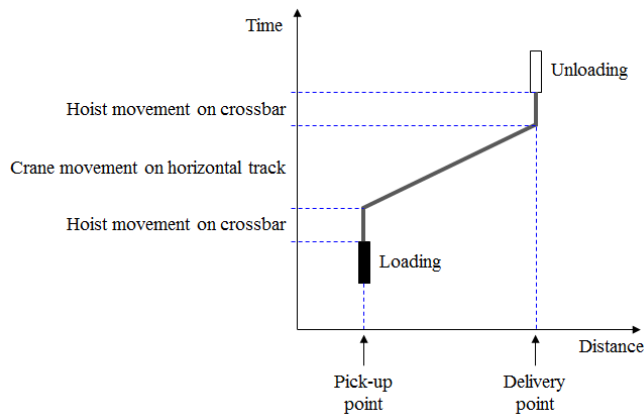 Time
Unloading
Hoist movement on crossbar
Crane movement on horizontal track
Hoist movement on crossbar
Loading
Distance
Pick-up
point
Delivery
point